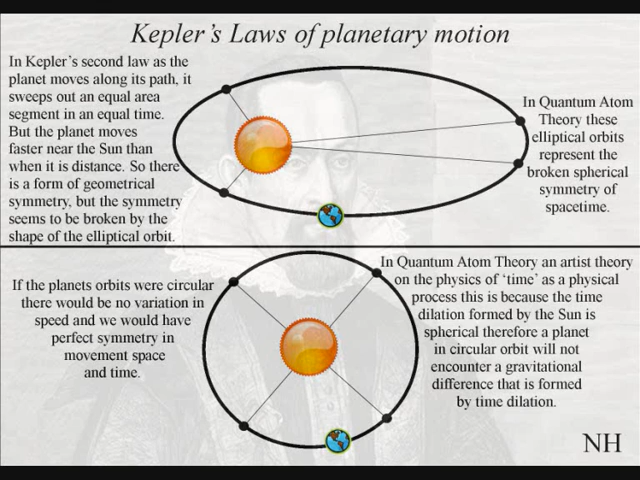 Kepler's Laws of planetary motion
In Kepler's second law as the
planet moves along its path, it
sweeps out an equal area
segment in an equal time.
But the planet moves
faster near the Sun than
when it is distance. So there
is a form of geometrical
symmetry, but the symmetry
seems to be broken by the
shape of the elliptical orbit.
In Quantum Atom
Theory these
elliptical orbits
represent the
broken spherical
symmetry of
spacetime.
If the planets orbits were circular
there would be no variation in
speed and we would have
perfect symmetry in
movement space
and time.
In Quantum Atom Theory an artist theory
on the physics of 'time' as a physical
process this is because the time
dilation formed by the Sun is
spherical therefore a planet
in circular orbit will not
encounter a gravitational
difference that is formed
by time dilation.
NH